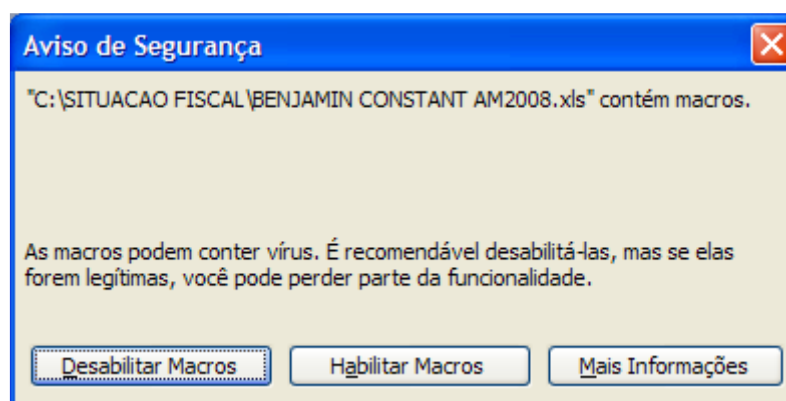 Aviso de Segurança
"C:\SITUACAO FISCAL\BENJAMIN CONSTANT AM2008.xls" contém macros.
As macros podem conter vírus. É recomendável desabilitá-las, mas se elas
forem legítimas, você pode perder parte da funcionalidade.
Desabilitar Macros Habilitar Macros Mais Informações